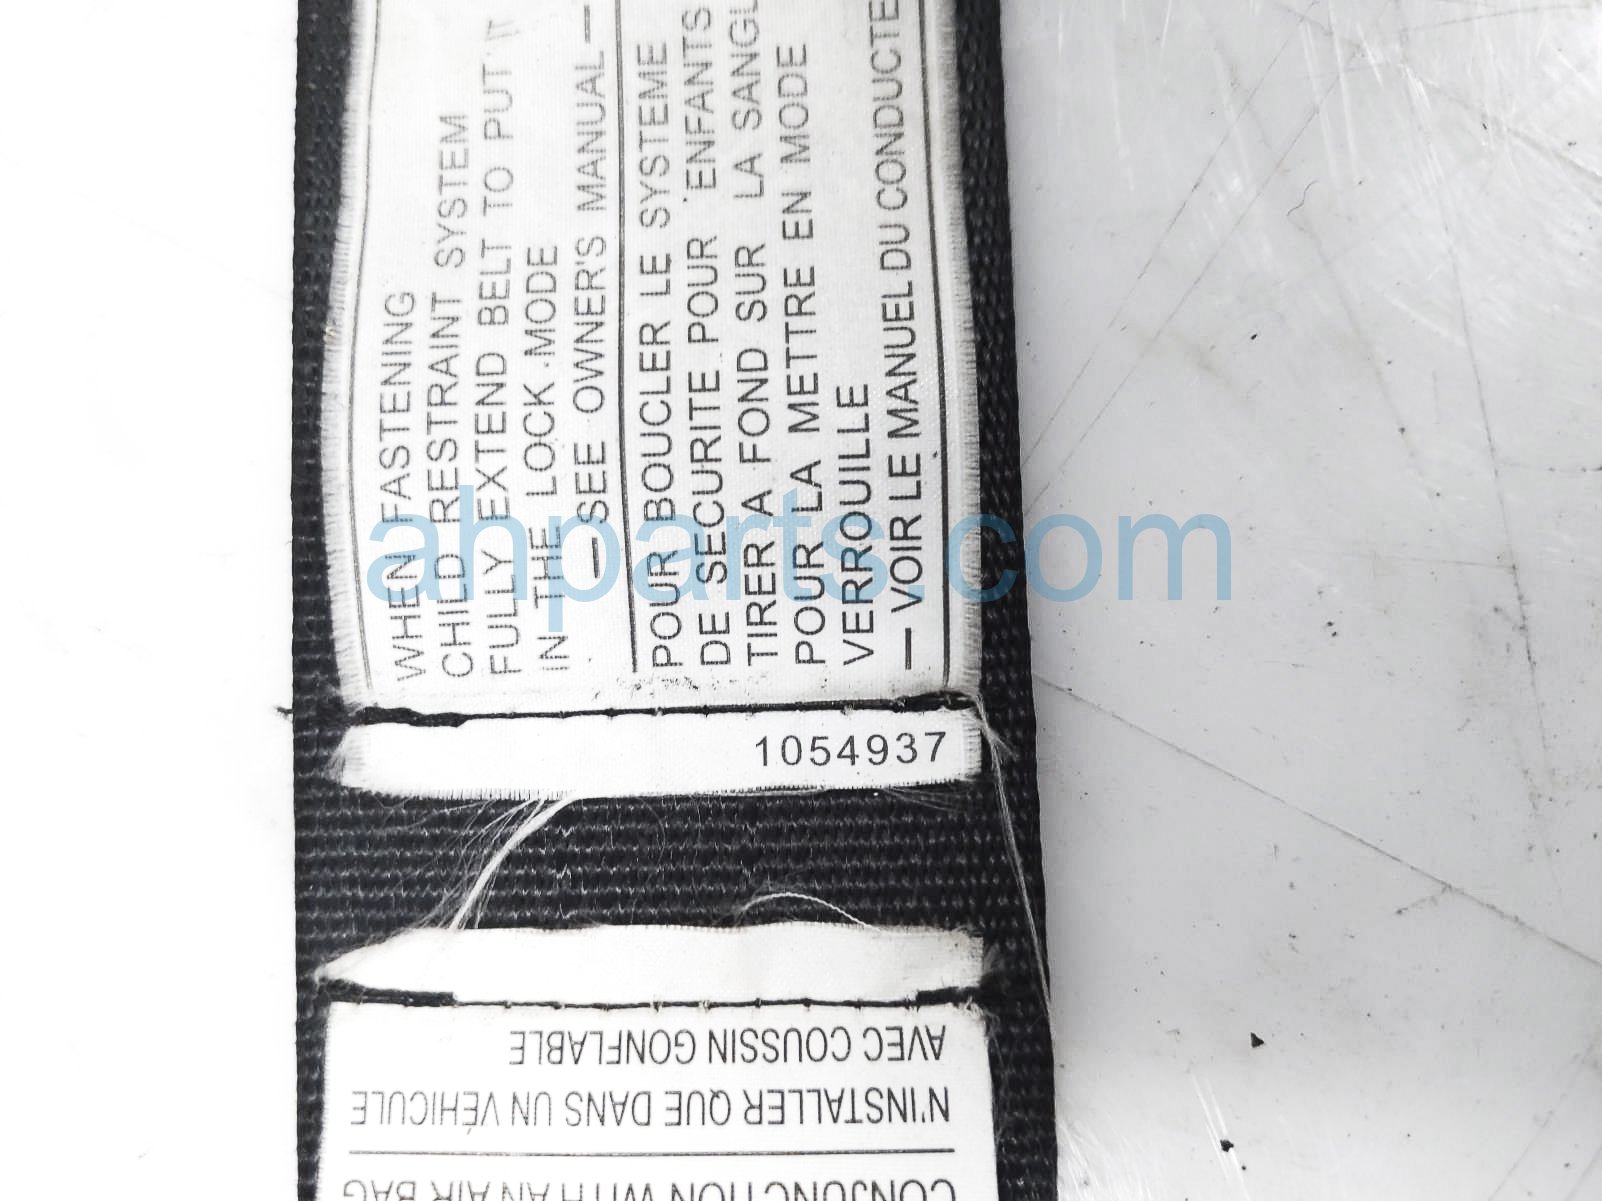 WHEN FASTENING
CHILD RESTRAINT SYSTEM
FULLY EXTEND BELT TO PUT IT
IN THE LOCK MODE
— SEE OWNER'S MANUAL —
POUR BOUCLER LE SYSTEME
DE SECURITE POUR ENFANTS
TIRER A FOND SUR LA
POUR LA METTRE EN MODE
VERROUILLE
— VOIR LE MANUEL DU
1054937
CONJUNCTION WITH AN AIR BAG
N'INSTALLER QUE DANS UN VÉHICULE
AVEC COUSSIN GONFLABLE
ahparts.com